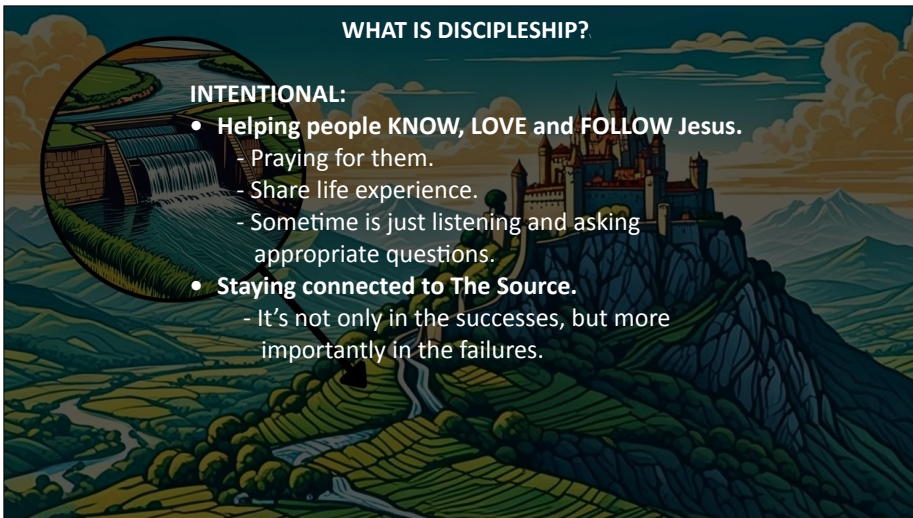 WHAT IS DISCIPLESHIP?
INTENTIONAL:
• Helping people KNOW, LOVE and FOLLOW Jesus.
- Praying for them.
- Share life experience.
- Sometime is just listening and asking
appropriate questions.
• Staying connected to The Source.
- It’s not only in the successes, but more
importantly in the failures.